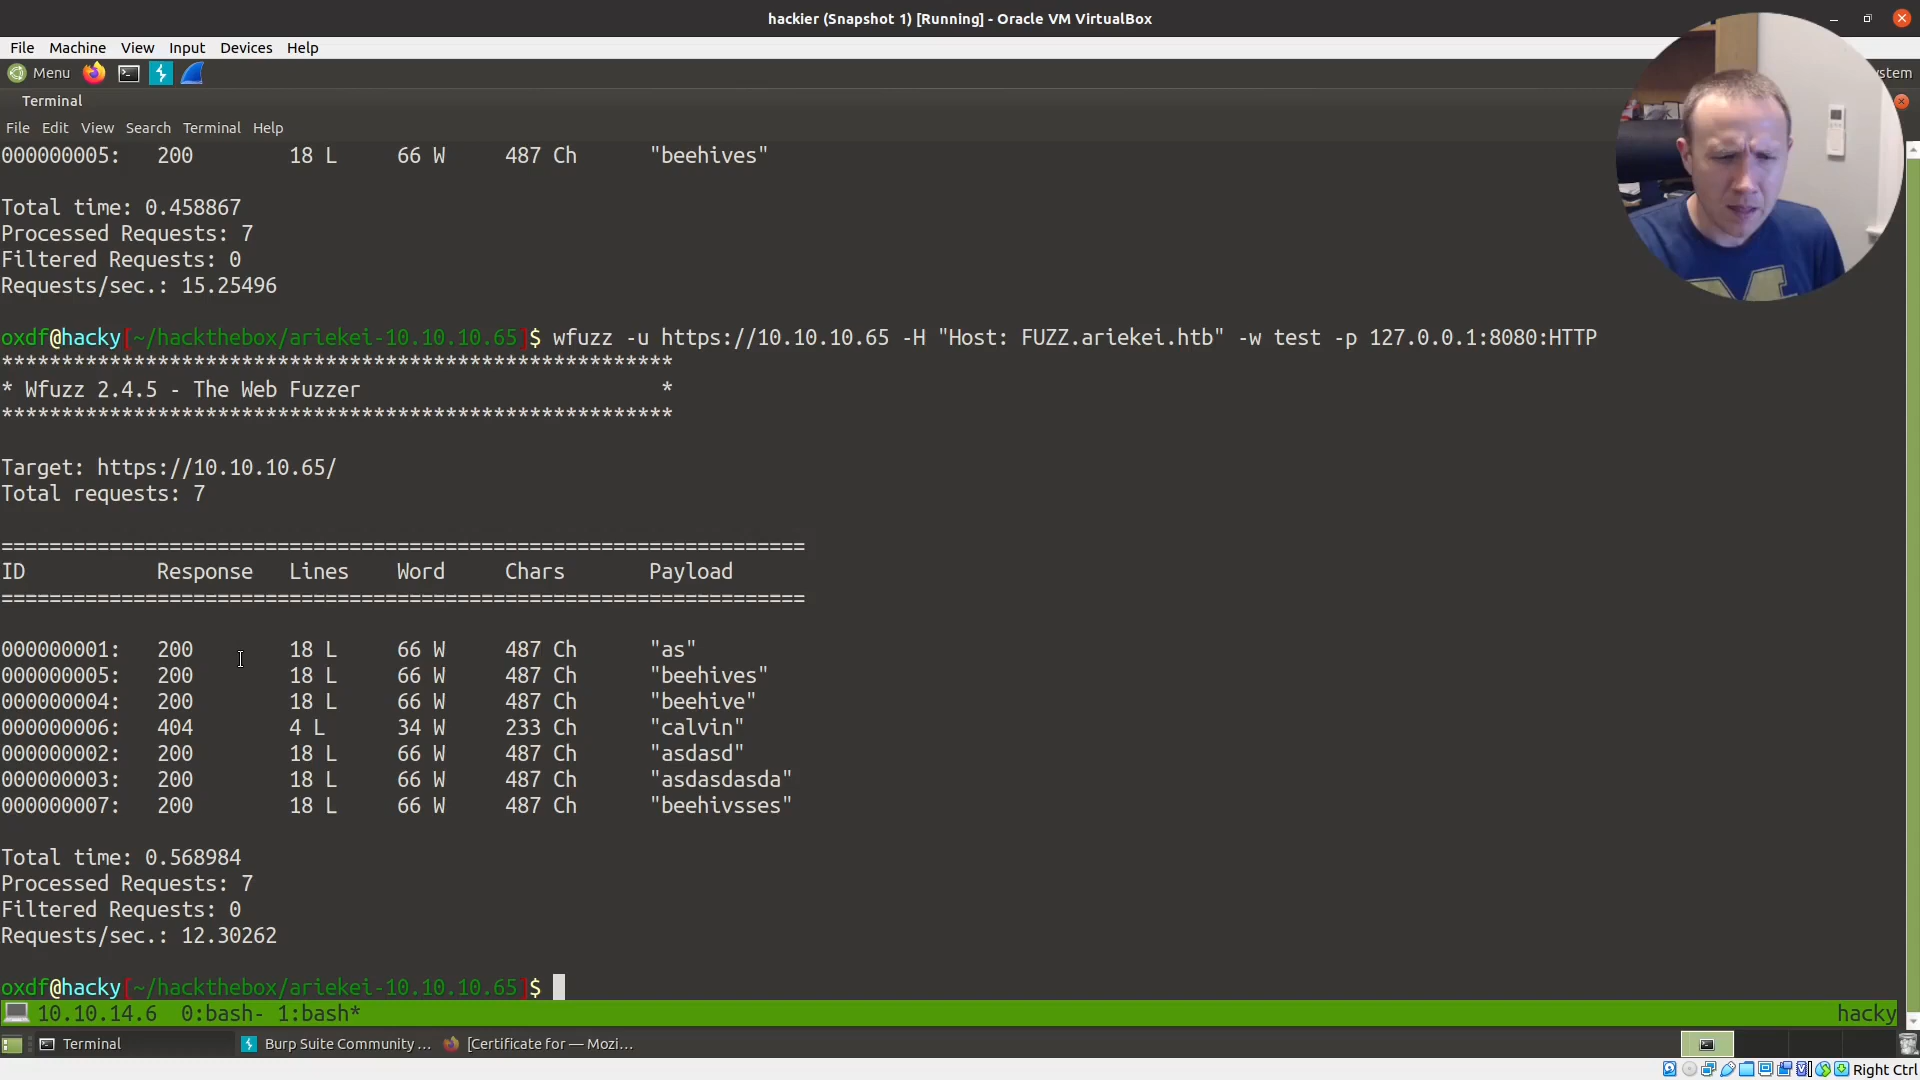 hackier (Snapshot 1) [Running] - Oracle VM VirtualBox
File Machine View Input Devices Help
Menu
ystem
Terminal
File Edit View Search Terminal Help
000000005: 200 18 L 66 W 487 Ch "beehives"
Total time: 0.458867
Processed Requests: 7
Filtered Requests: 0
Requests/sec.: 15.25496
oxdf@hacky[~/hackthebox/ariekei-10.10.10.65]$ wfuzz -u https://10.10.10.65 -H "Host: FUZZ.ariekei.htb" -w test -p 127.0.0.1:8080:HTTP
********************************************************
* Wfuzz 2.4.5 - The Web Fuzzer *
********************************************************
Target: https://10.10.10.65/
Total requests: 7
===================================================================
ID Response Lines Word Chars Payload
===================================================================
000000001: 200 18 L 66 W 487 Ch "as"
000000005: 200 18 L 66 W 487 Ch "beehives"
000000004: 200 18 L 66 W 487 Ch "beehive"
000000006: 404 4 L 34 W 233 Ch "calvin"
000000002: 200 18 L 66 W 487 Ch "asdasd"
000000003: 200 18 L 66 W 487 Ch "asdasdasda"
000000007: 200 18 L 66 W 487 Ch "beehivsses"
Total time: 0.568984
Processed Requests: 7
Filtered Requests: 0
Requests/sec.: 12.30262
oxdf@hacky[~/hackthebox/ariekei-10.10.10.65]$
10.10.14.6 0:bash- 1:bash* hacky
Terminal Burp Suite Community ... [Certificate for — Mozi...
Right Ctrl